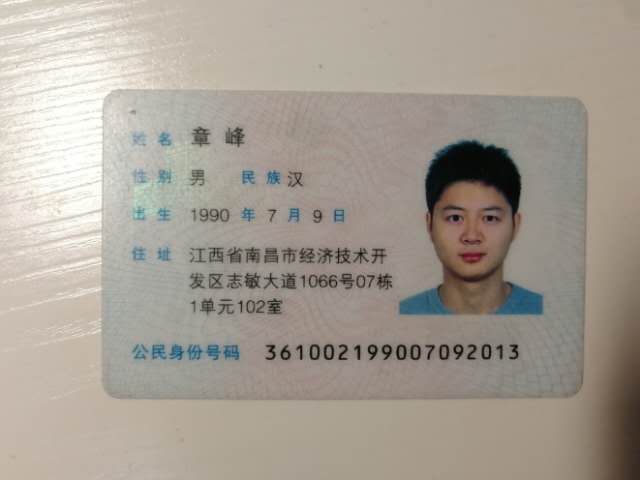 姓名 章峰
性别 男 民族 汉
出生 1990 年 7 月 9 日
住址 江西省南昌市经济技术开
发区志敏大道1066号07栋
1单元102室
公民身份号码 361002199007092013